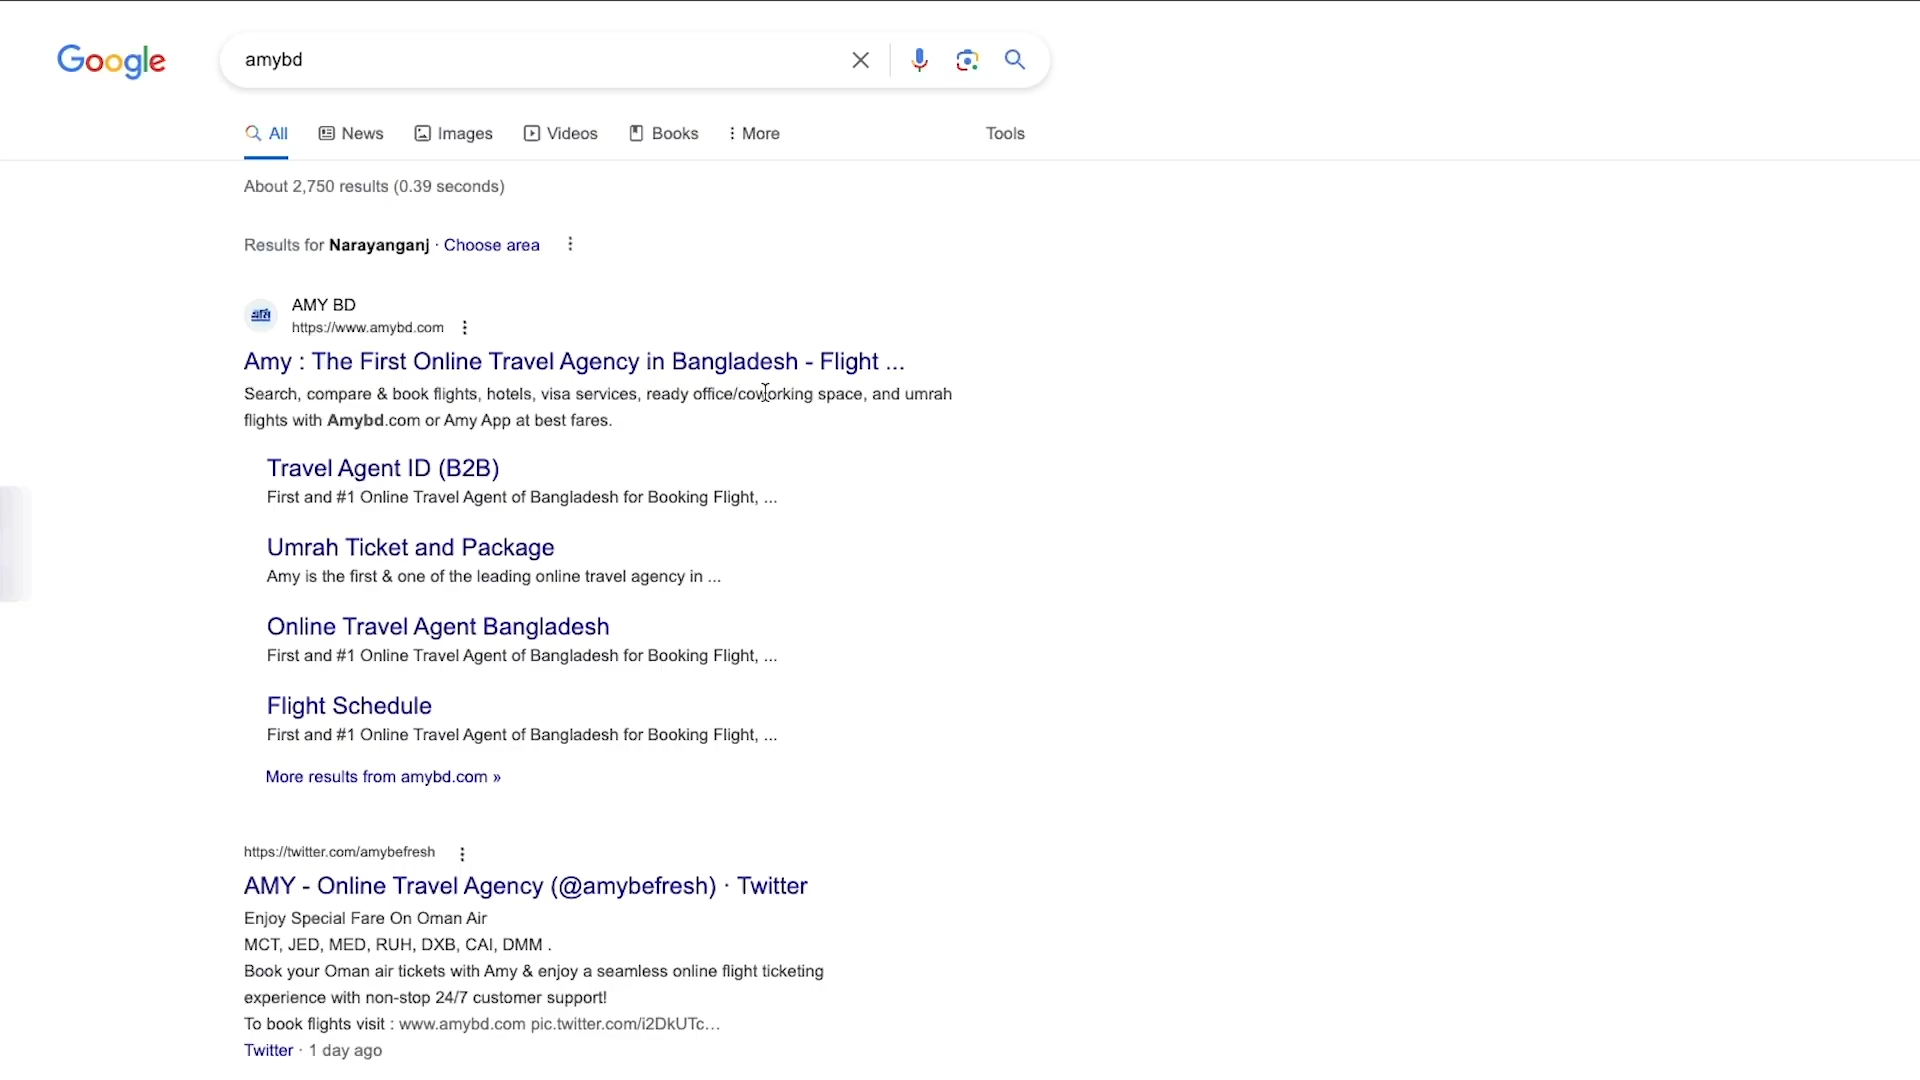 Google
amybd
All
News
Images
Videos
Books
More
Tools
About 2,750 results (0.39 seconds)
Results for Narayanganj · Choose area
AMY BD
https://www.amybd.com
Amy : The First Online Travel Agency in Bangladesh - Flight ...
Search, compare & book flights, hotels, visa services, ready office/coworking space, and umrah
flights with Amybd.com or Amy App at best fares.
Travel Agent ID (B2B)
First and #1 Online Travel Agent of Bangladesh for Booking Flight, ...
Umrah Ticket and Package
Amy is the first & one of the leading online travel agency in ...
Online Travel Agent Bangladesh
First and #1 Online Travel Agent of Bangladesh for Booking Flight, ...
Flight Schedule
First and #1 Online Travel Agent of Bangladesh for Booking Flight, ...
More results from amybd.com »
https://twitter.com/amybefresh
AMY - Online Travel Agency (@amybefresh) · Twitter
Enjoy Special Fare On Oman Air
MCT, JED, MED, RUH, DXB, CAI, DMM .
Book your Oman air tickets with Amy & enjoy a seamless online flight ticketing
experience with non-stop 24/7 customer support!
To book flights visit : www.amybd.com pic.twitter.com/i2DkUTc...
Twitter · 1 day ago